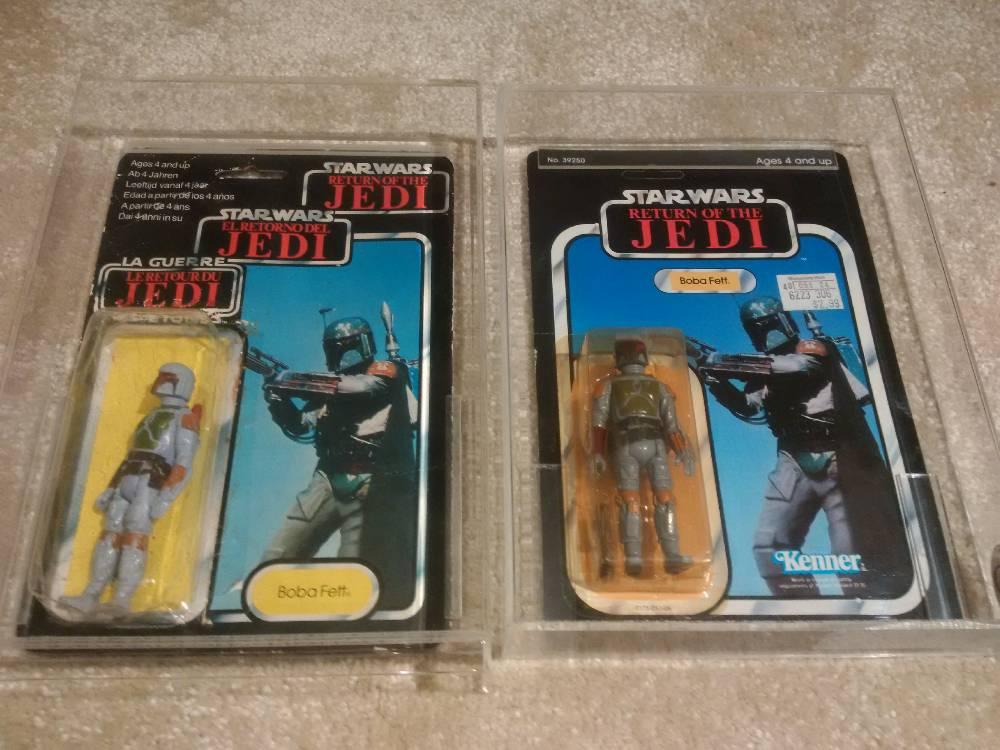 Ages 4 and up
Ab 4 Jahren
Leeftijd vanaf 4 jaar
Edad a partir de los 4 años
A partir de 4 ans
Dai 4 anni in su
STAR WARS
RETURN OF THE
JEDI
STAR WARS
EL RETORNO DEL
JEDI
LA GUERRE
LE RETOUR DU
JEDI
Boba Fett
No. 39250
Ages 4 and up
STAR WARS
RETURN OF THE
JEDI
Boba Fett
6223 306
$2.99
Kenner